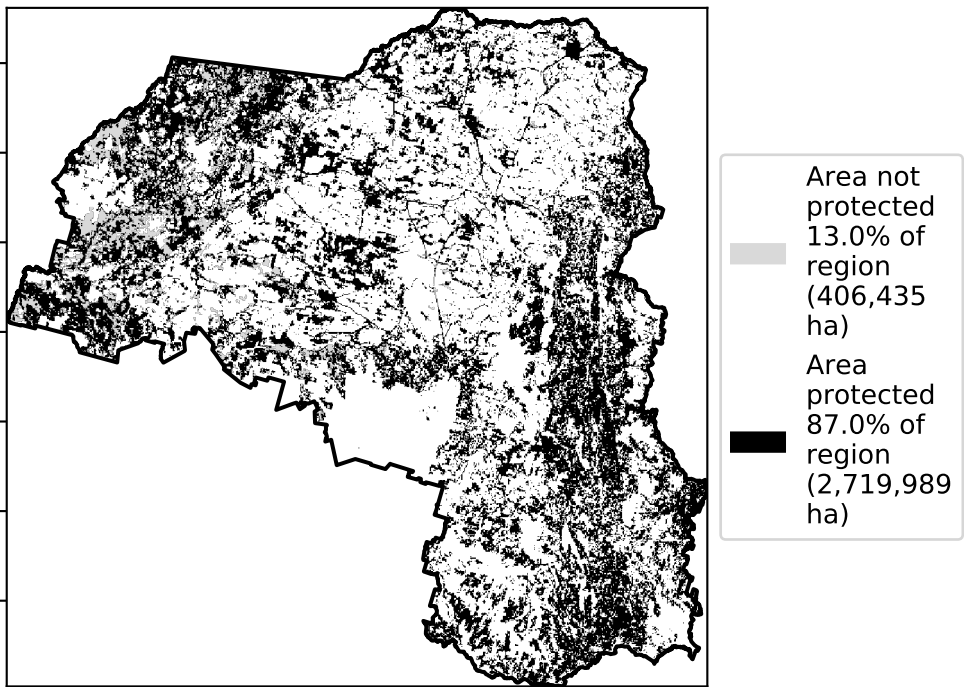 Area not
protected
13.0% of
region
(406,435
ha)
Area
protected
87.0% of
region
(2,719,989
ha)